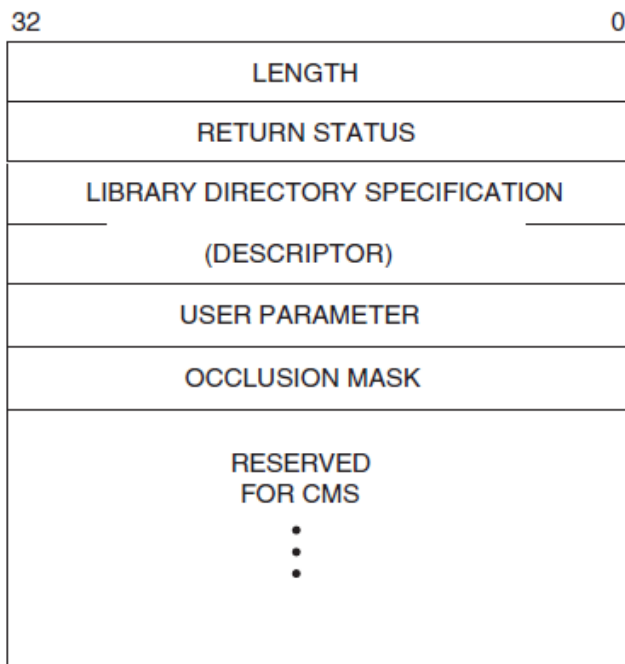 32 0
LENGTH
RETURN STATUS
LIBRARY DIRECTORY SPECIFICATION
(DESCRIPTOR)
USER PARAMETER
OCCLUSION MASK
RESERVED
FOR CMS